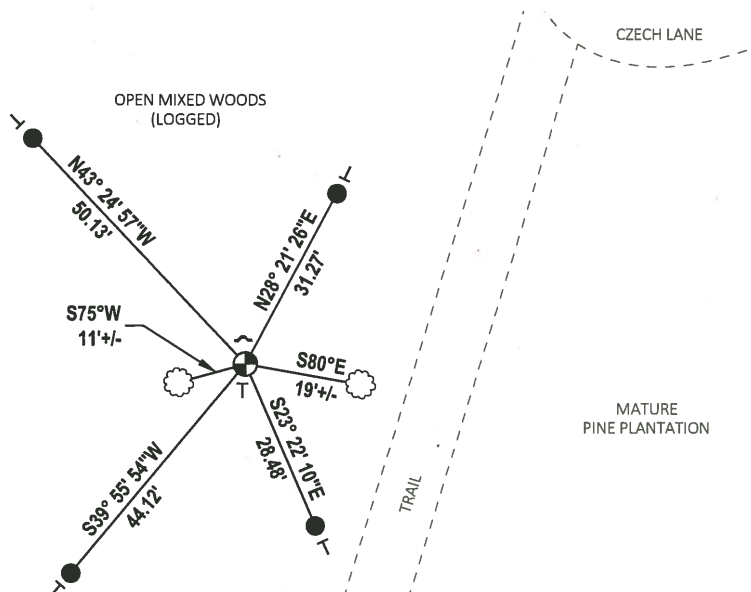 CZECH LANE
OPEN MIXED WOODS
(LOGGED)
N43° 24' 57"W
50.13'
N28° 21' 26"E
31.27'
S75°W
11'+/-
S80°E
19'+/-
T
S23° 22' 10"E
28.48'
S39° 55' 54"W
44.12'
MATURE
PINE PLANTATION
TRAIL